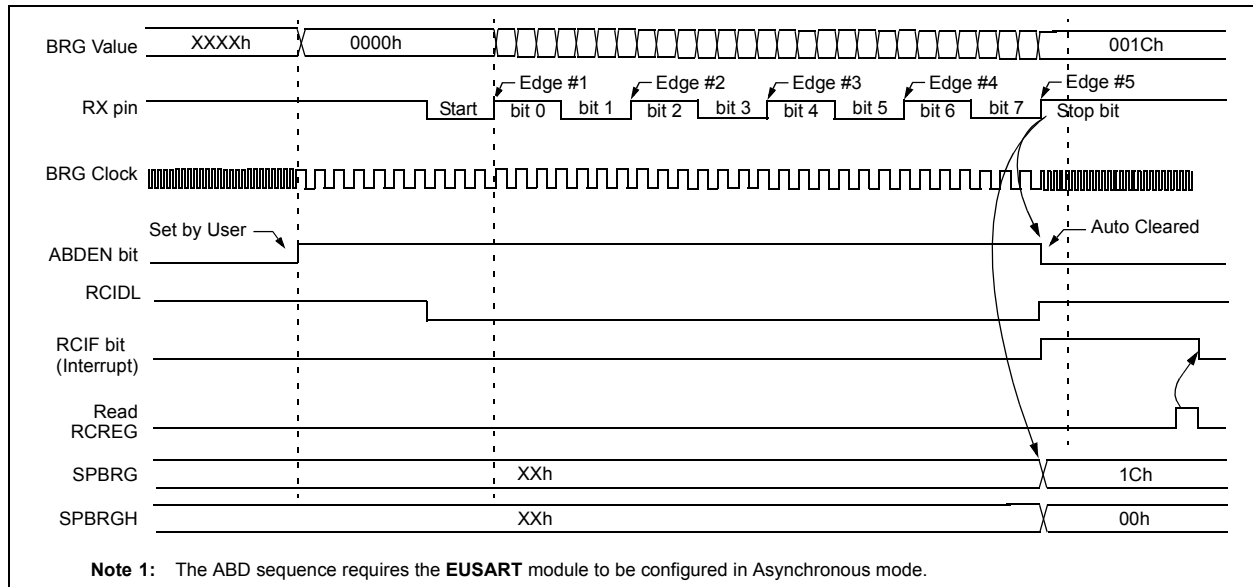 BRG Value XXXXh 0000h 001Ch
Edge #1 Edge #2 Edge #3 Edge #4 Edge #5
RX pin Start bit 0 bit 1 bit 2 bit 3 bit 4 bit 5 bit 6 bit 7 Stop bit
BRG Clock
Set by User Auto Cleared
ABDEN bit
RCIDL
RCIF bit
(Interrupt)
Read
RCREG
SPBRG XXh 1Ch
SPBRGH XXh 00h
Note 1: The ABD sequence requires the EUSART module to be configured in Asynchronous mode.